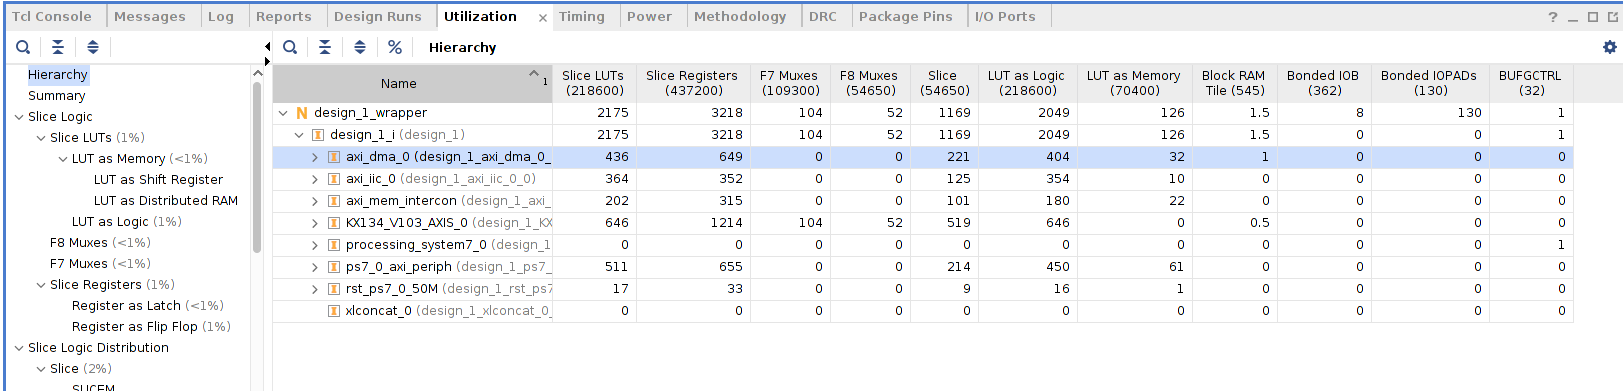 Tcl Console Messages Log Reports Design Runs Utilization × Timing Power Methodology DRC Package Pins I/O Ports ? _
Hierarchy
Hierarchy
Summary
Slice Logic
Slice LUTs (1%)
LUT as Memory (<1%)
LUT as Shift Register
LUT as Distributed RAM
LUT as Logic (1%)
F8 Muxes (<1%)
F7 Muxes (<1%)
Slice Registers (1%)
Register as Latch (<1%)
Register as Flip Flop (1%)
Slice Logic Distribution
Slice (2%)
SLICEM
Name 1 Slice LUTs (218600) Slice Registers (437200) F7 Muxes (109300) F8 Muxes (54650) Slice (54650) LUT as Logic (218600) LUT as Memory (70400) Block RAM Tile (545) Bonded IOB (362) Bonded IOPADs (130) BUFGCTRL (32)
N design_1_wrapper 2175 3218 104 52 1169 2049 126 1.5 8 130 1
design_1_i (design_1) 2175 3218 104 52 1169 2049 126 1.5 0 0 1
axi_dma_0 (design_1_axi_dma_0_ 436 649 0 0 221 404 32 1 0 0 0
axi_iic_0 (design_1_axi_iic_0_0) 364 352 0 0 125 354 10 0 0 0 0
axi_mem_intercon (design_1_axi_ 202 315 0 0 101 180 22 0 0 0 0
KX134_V103_AXIS_0 (design_1_KX 646 1214 104 52 519 646 0 0.5 0 0 0
processing_system7_0 (design_1 0 0 0 0 0 0 0 0 0 0 1
ps7_0_axi_periph (design_1_ps7_ 511 655 0 0 214 450 61 0 0 0 0
rst_ps7_0_50M (design_1_rst_ps7 17 33 0 0 9 16 1 0 0 0 0
xlconcat_0 (design_1_xlconcat_0_ 0 0 0 0 0 0 0 0 0 0 0